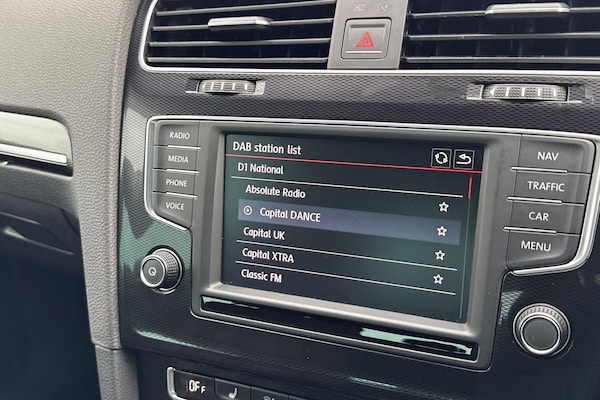 RADIO
MEDIA
PHONE
VOICE
DAB station list
D1 National
Absolute Radio
Capital DANCE
Capital UK
Capital XTRA
Classic FM
NAV
TRAFFIC
CAR
MENU
OFF